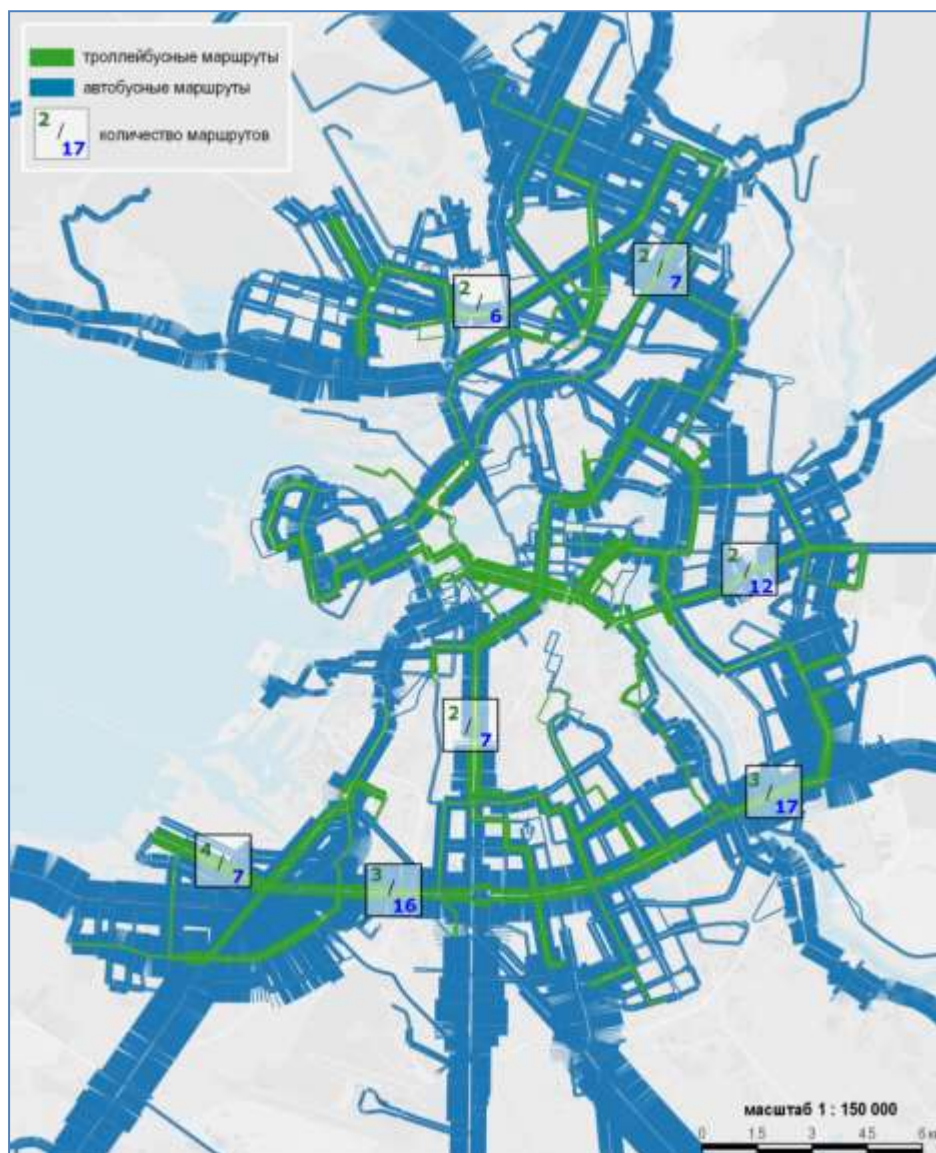 троллейбусные маршруты
автобусные маршруты
2 / 17 количество маршрутов
2 / 7
2 / 6
2 / 12
2 / 7
3 / 17
4 / 7
3 / 16
масштаб 1 : 150 000
0 1.5 3 4.5 6 к